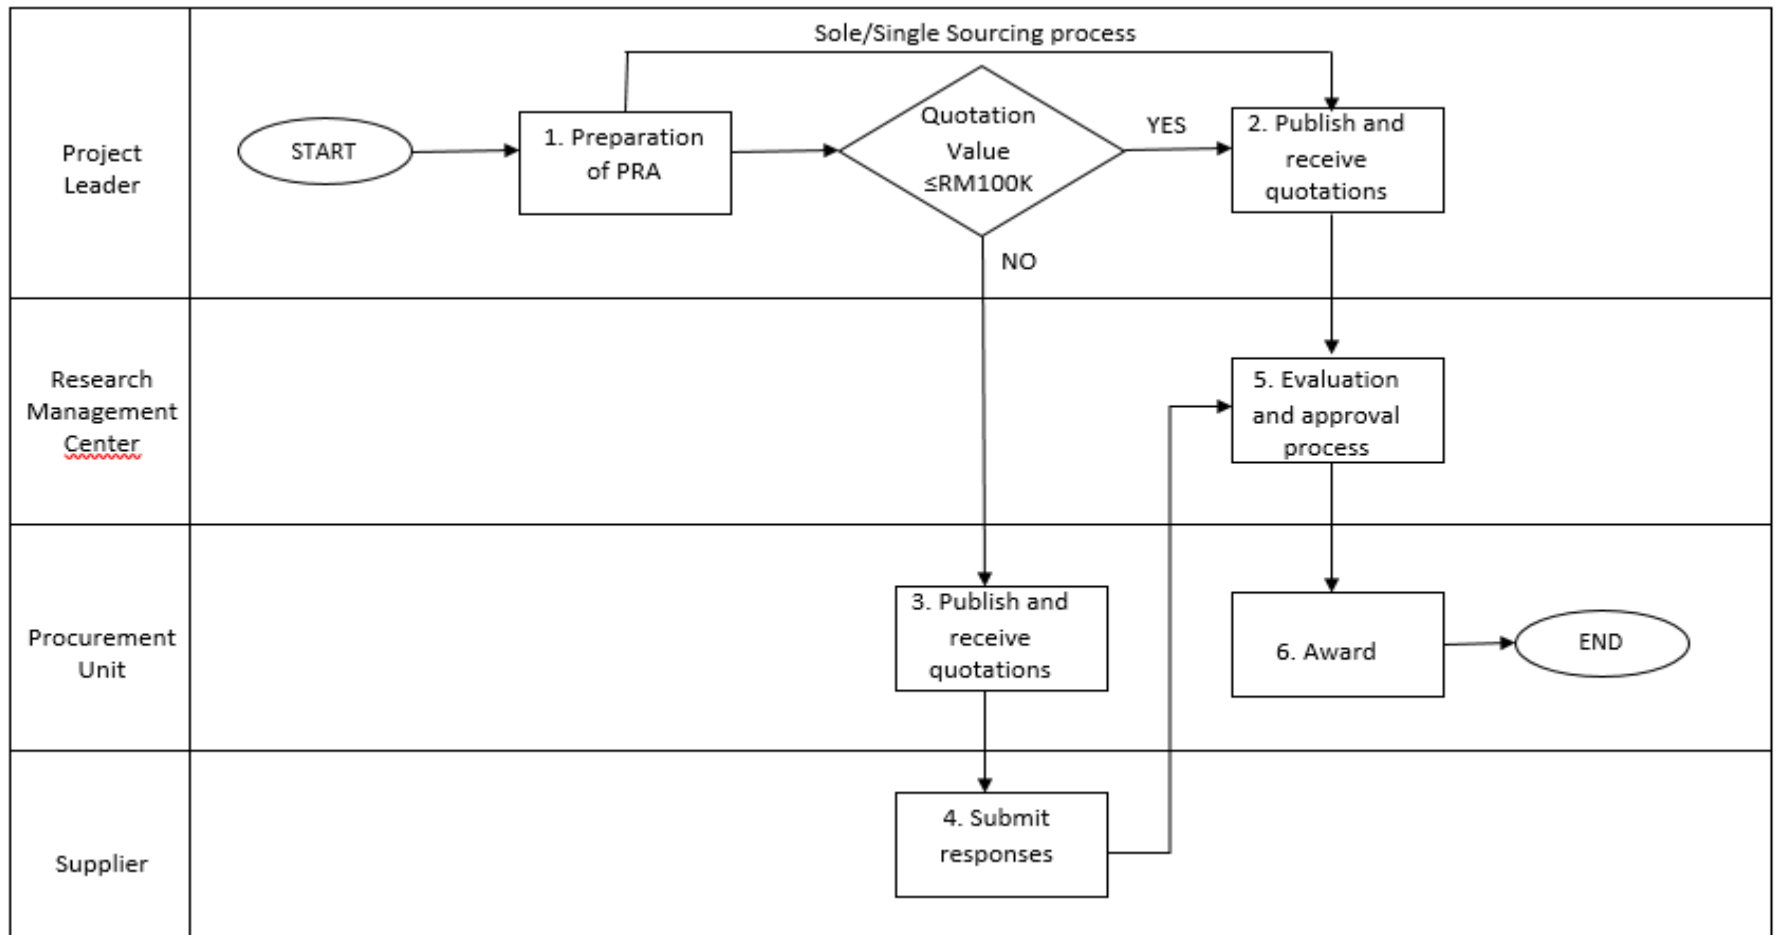 Sole/Single Sourcing process
Project
Leader
START
1. Preparation
of PRA
Quotation
Value
≤RM100K
YES
NO
2. Publish and
receive
quotations
Research
Management
Center
5. Evaluation
and approval
process
Procurement
Unit
3. Publish and
receive
quotations
6. Award
END
Supplier
4. Submit
responses